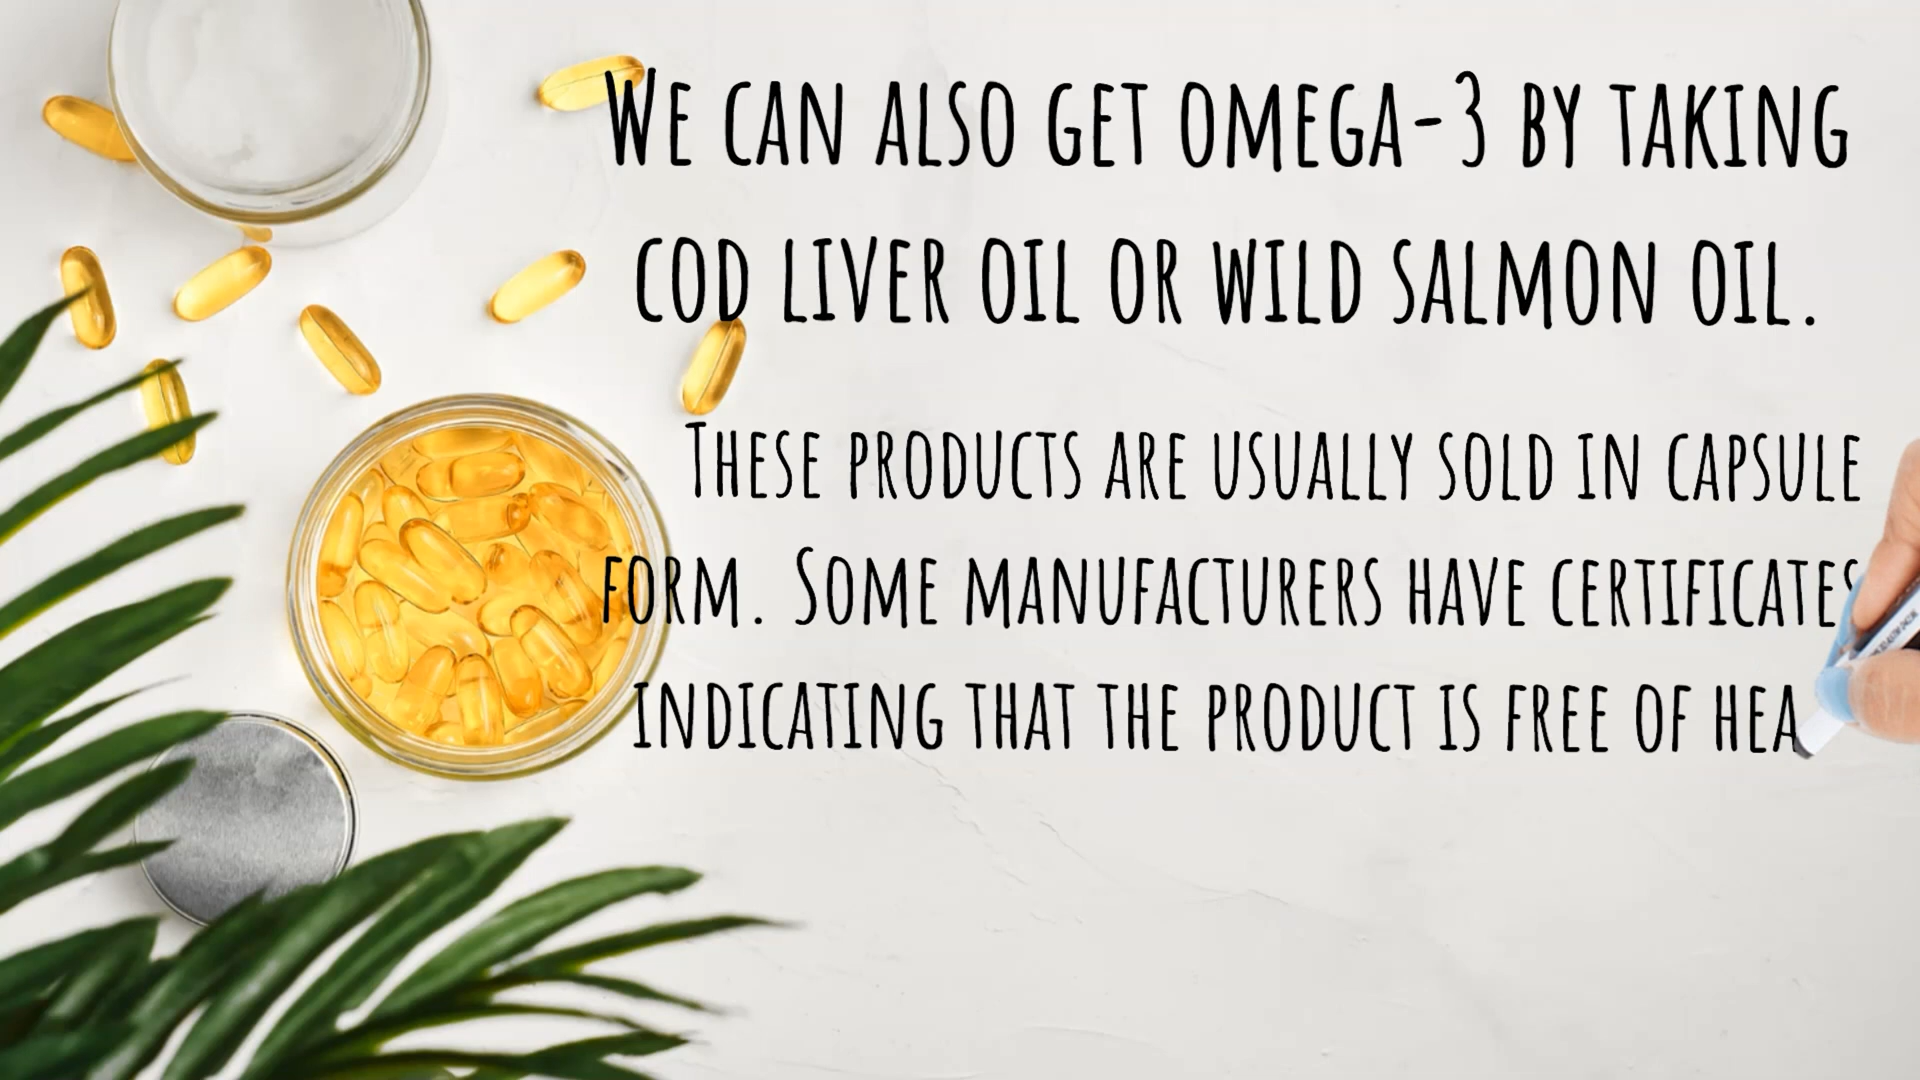 We can also get omega-3 by taking
cod liver oil or wild salmon oil.
These products are usually sold in capsule
form. Some manufacturers have certificates
indicating that the product is free of hea